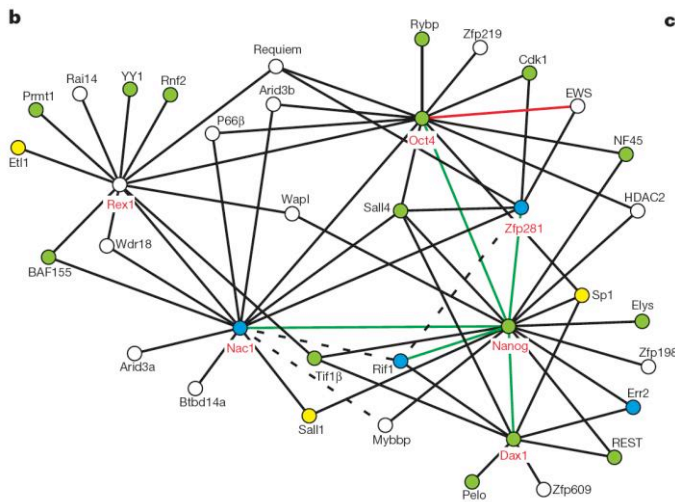 b
c
Rybp
Zfp219
Requiem
Cdk1
Rai14
YY1
Rnf2
Prmt1
Arid3b
EWS
P66β
Oct4
NF45
Etl1
Rex1
Wapl
Sall4
HDAC2
Zfp281
Wdr18
BAF155
Sp1
Elys
Nac1
Nanog
Arid3a
Tif1β
Rif1
Zfp198
Btbd14a
Err2
Sall1
Mybbp
Dax1
REST
Pelo
Zfp609